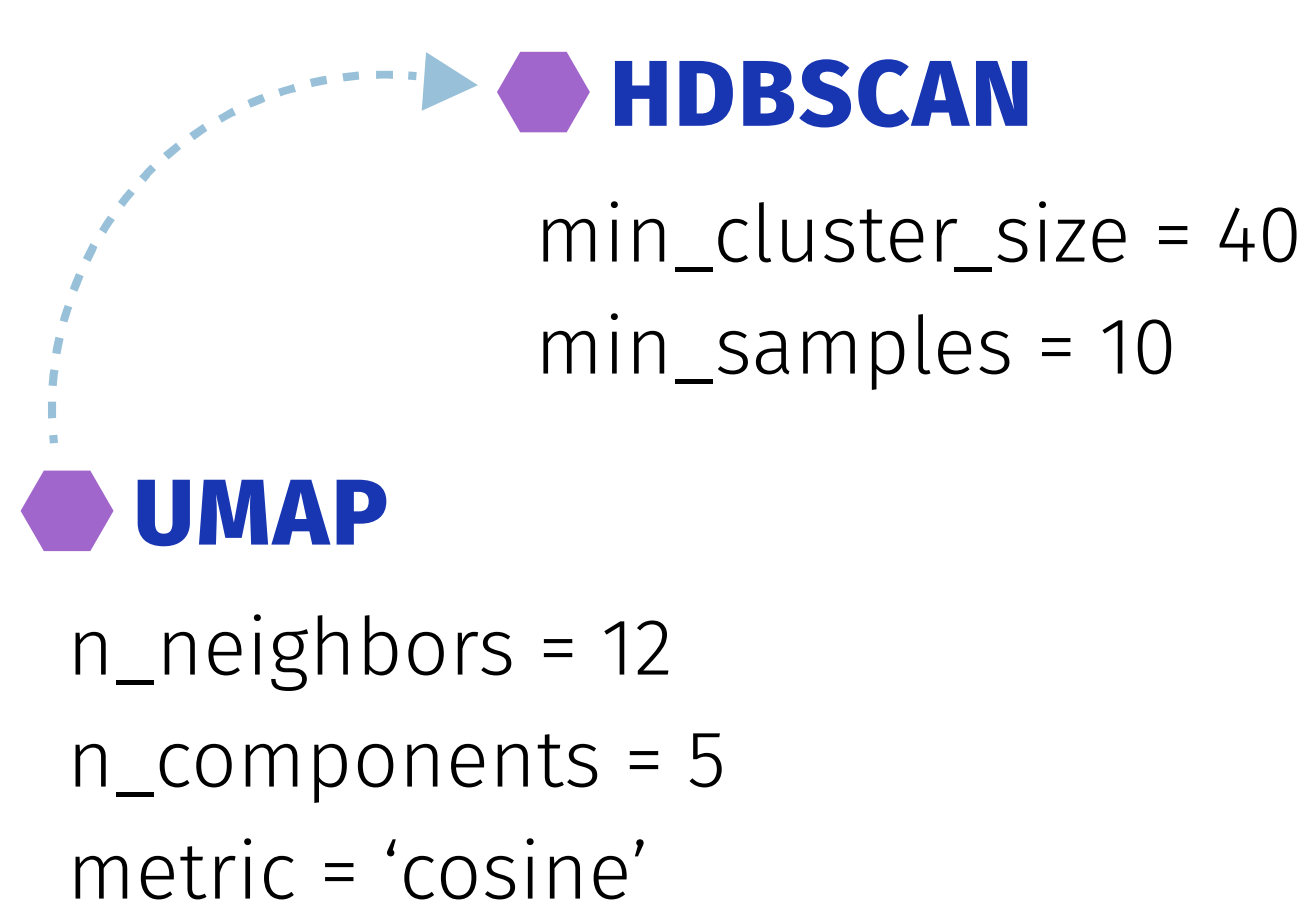 HDBSCAN
min_cluster_size = 40
min_samples = 10
UMAP
n_neighbors = 12
n_components = 5
metric = ‘cosine’